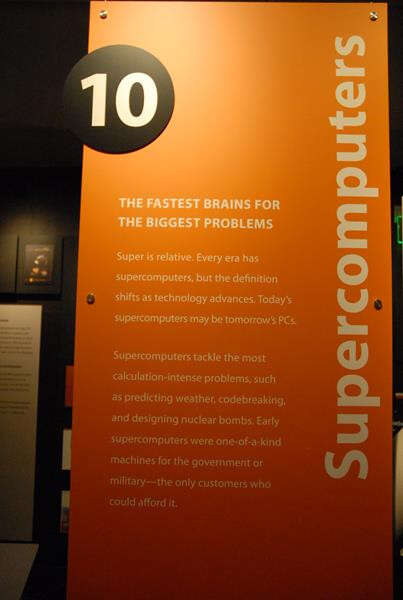 10
Supercomputers
THE FASTEST BRAINS FOR
THE BIGGEST PROBLEMS
Super is relative. Every era has
supercomputers, but the definition
shifts as technology advances. Today's
supercomputers may be tomorrow's PCs.
Supercomputers tackle the most
calculation-intense problems, such
as predicting weather, codebreaking,
and designing nuclear bombs. Early
supercomputers were one-of-a-kind
machines for the government or
military—the only customers who
could afford it.